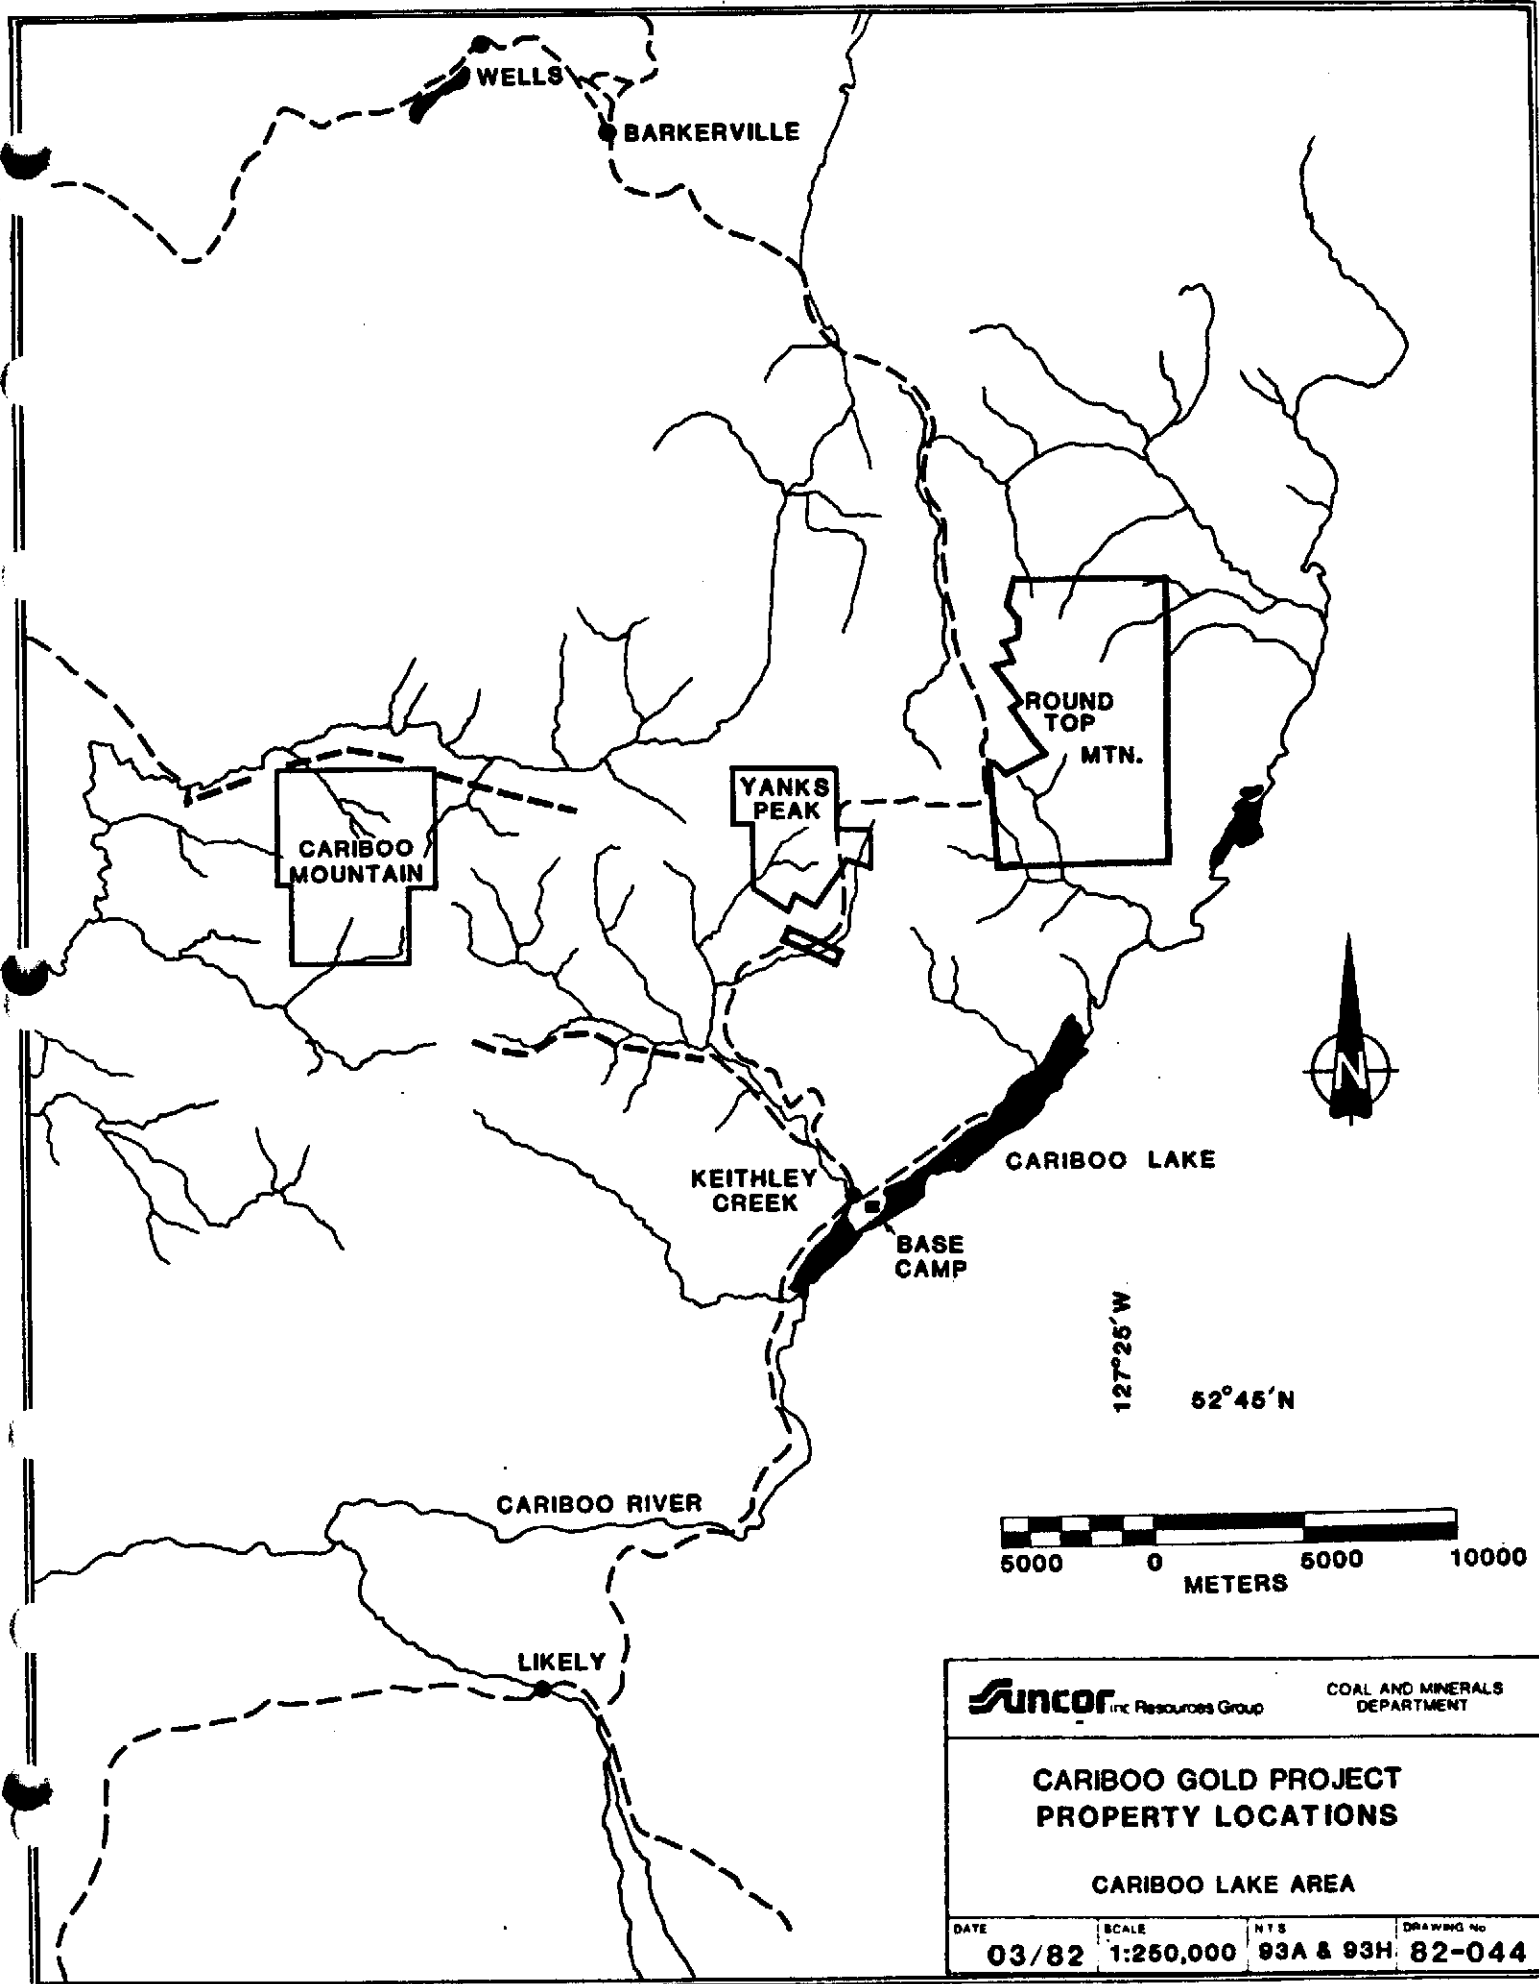 WELLS
BARKERVILLE
ROUND
TOP
MTN.
YANKS
PEAK
CARIBOO
MOUNTAIN
CARIBOO LAKE
KEITHLEY
CREEK
BASE
CAMP
127°25'W
52°45'N
CARIBOO RIVER
5000 0 5000 10000
METERS
LIKELY
N
Suncor inc Resources Group
COAL AND MINERALS
DEPARTMENT
CARIBOO GOLD PROJECT
PROPERTY LOCATIONS
CARIBOO LAKE AREA
DATE SCALE NTS DRAWING No
03/82 1:250,000 93A & 93H 82-044